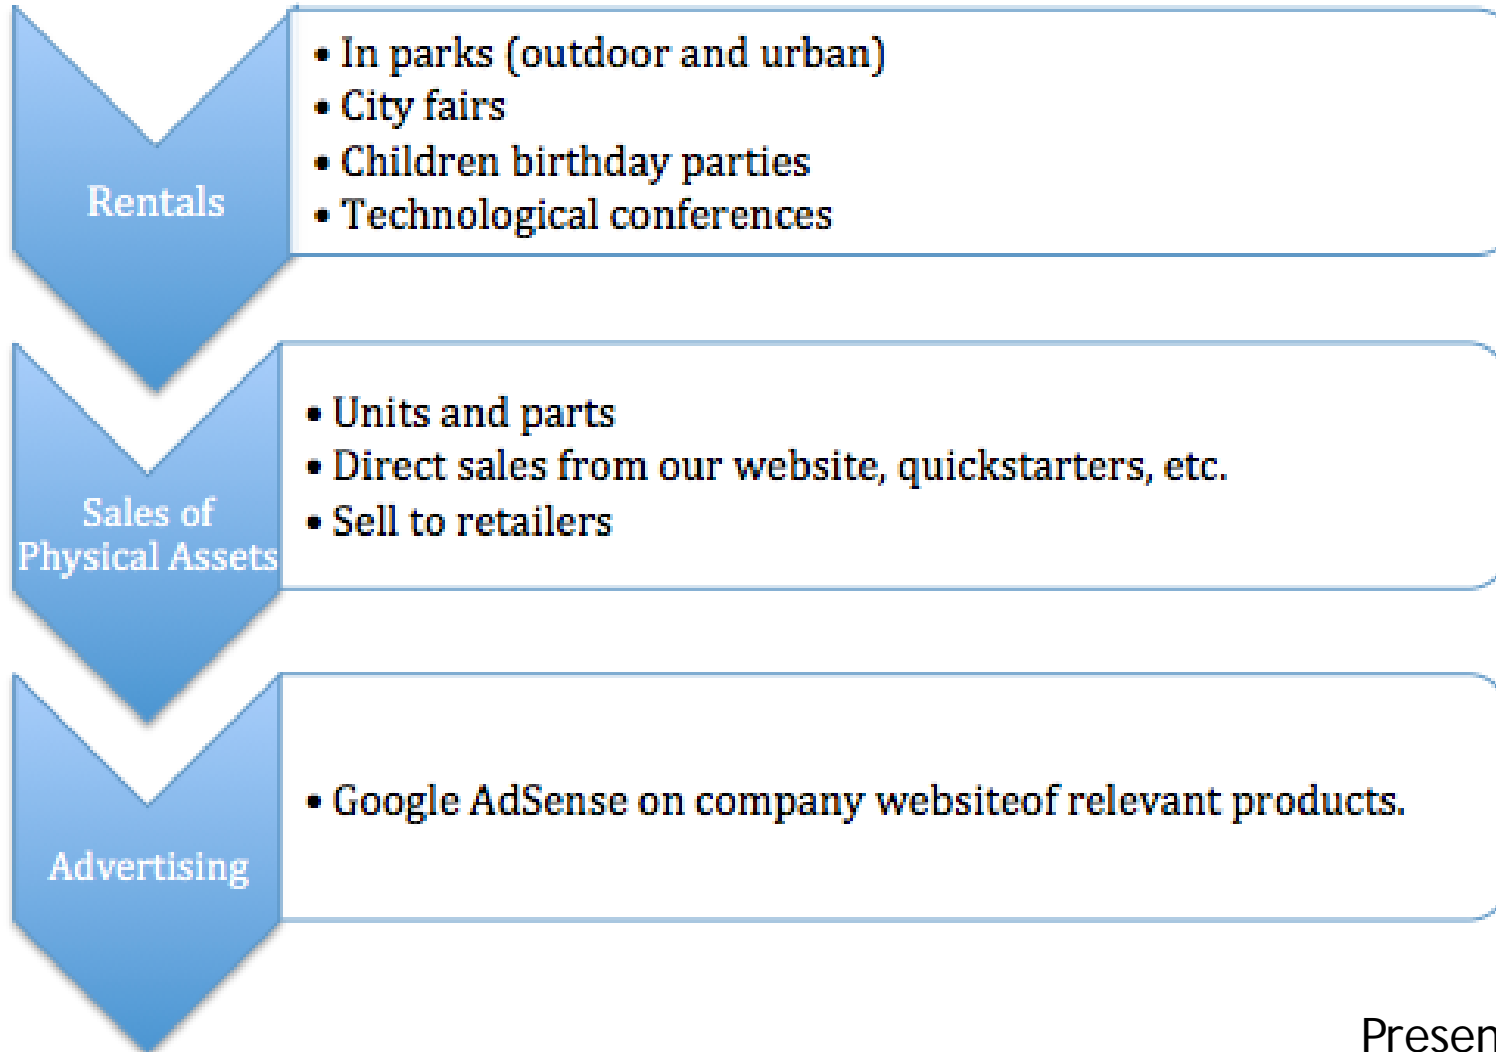 Rentals
• In parks (outdoor and urban)
• City fairs
• Children birthday parties
• Technological conferences
Sales of
Physical Assets
• Units and parts
• Direct sales from our website, quickstarters, etc.
• Sell to retailers
Advertising
• Google AdSense on company websiteof relevant products.
Presen